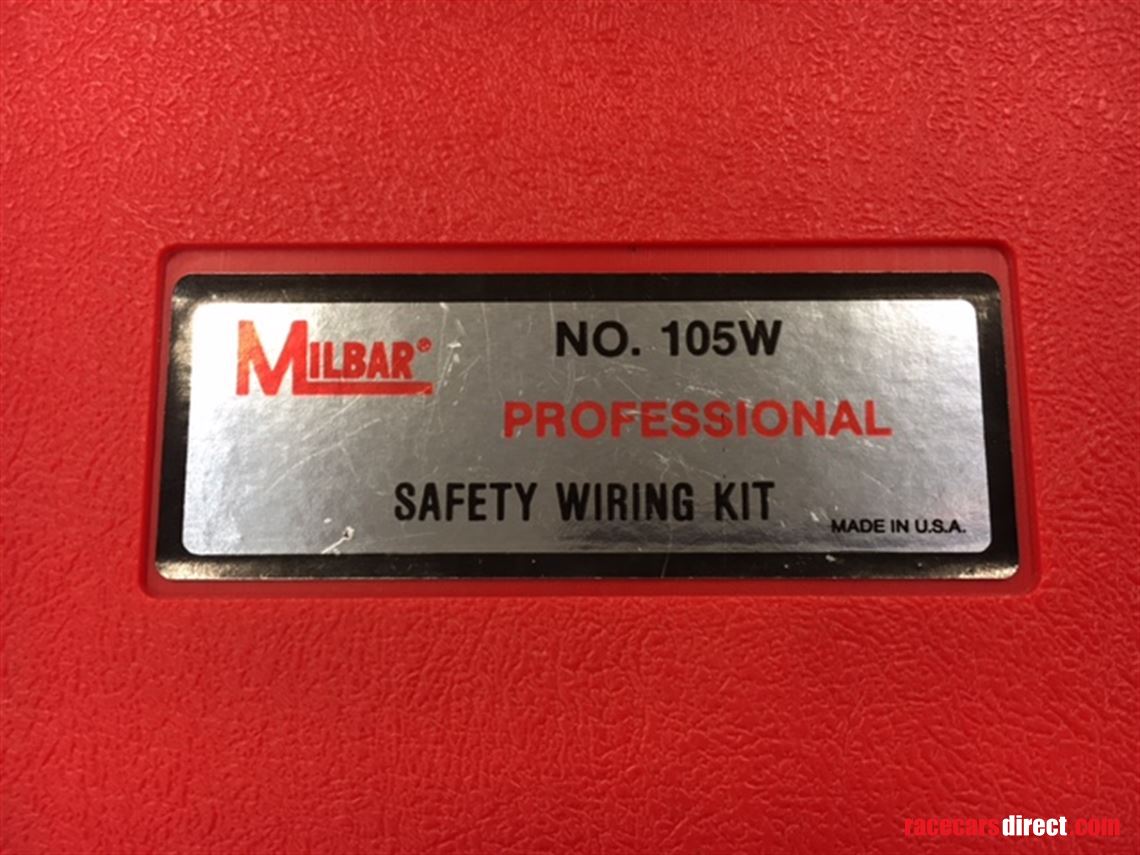 MILBAR®
NO. 105W
PROFESSIONAL
SAFETY WIRING KIT
MADE IN U.S.A.
racecarsdirect.com